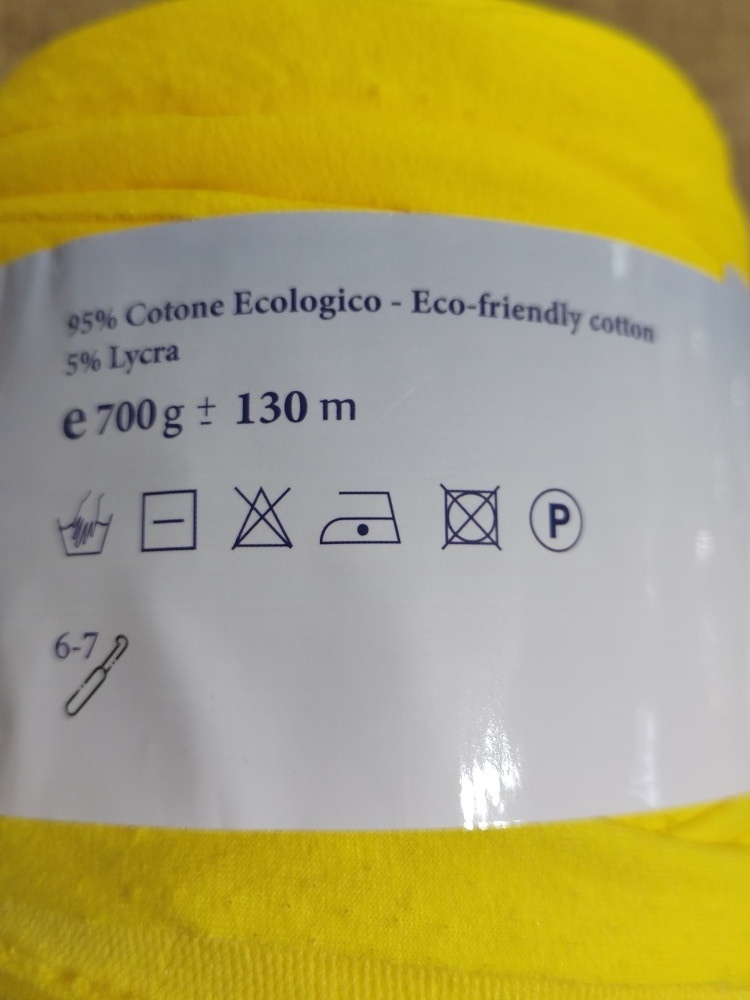 95% Cotone Ecologico - Eco-friendly cotton
5% Lycra
e 700 g ± 130 m
P
6-7